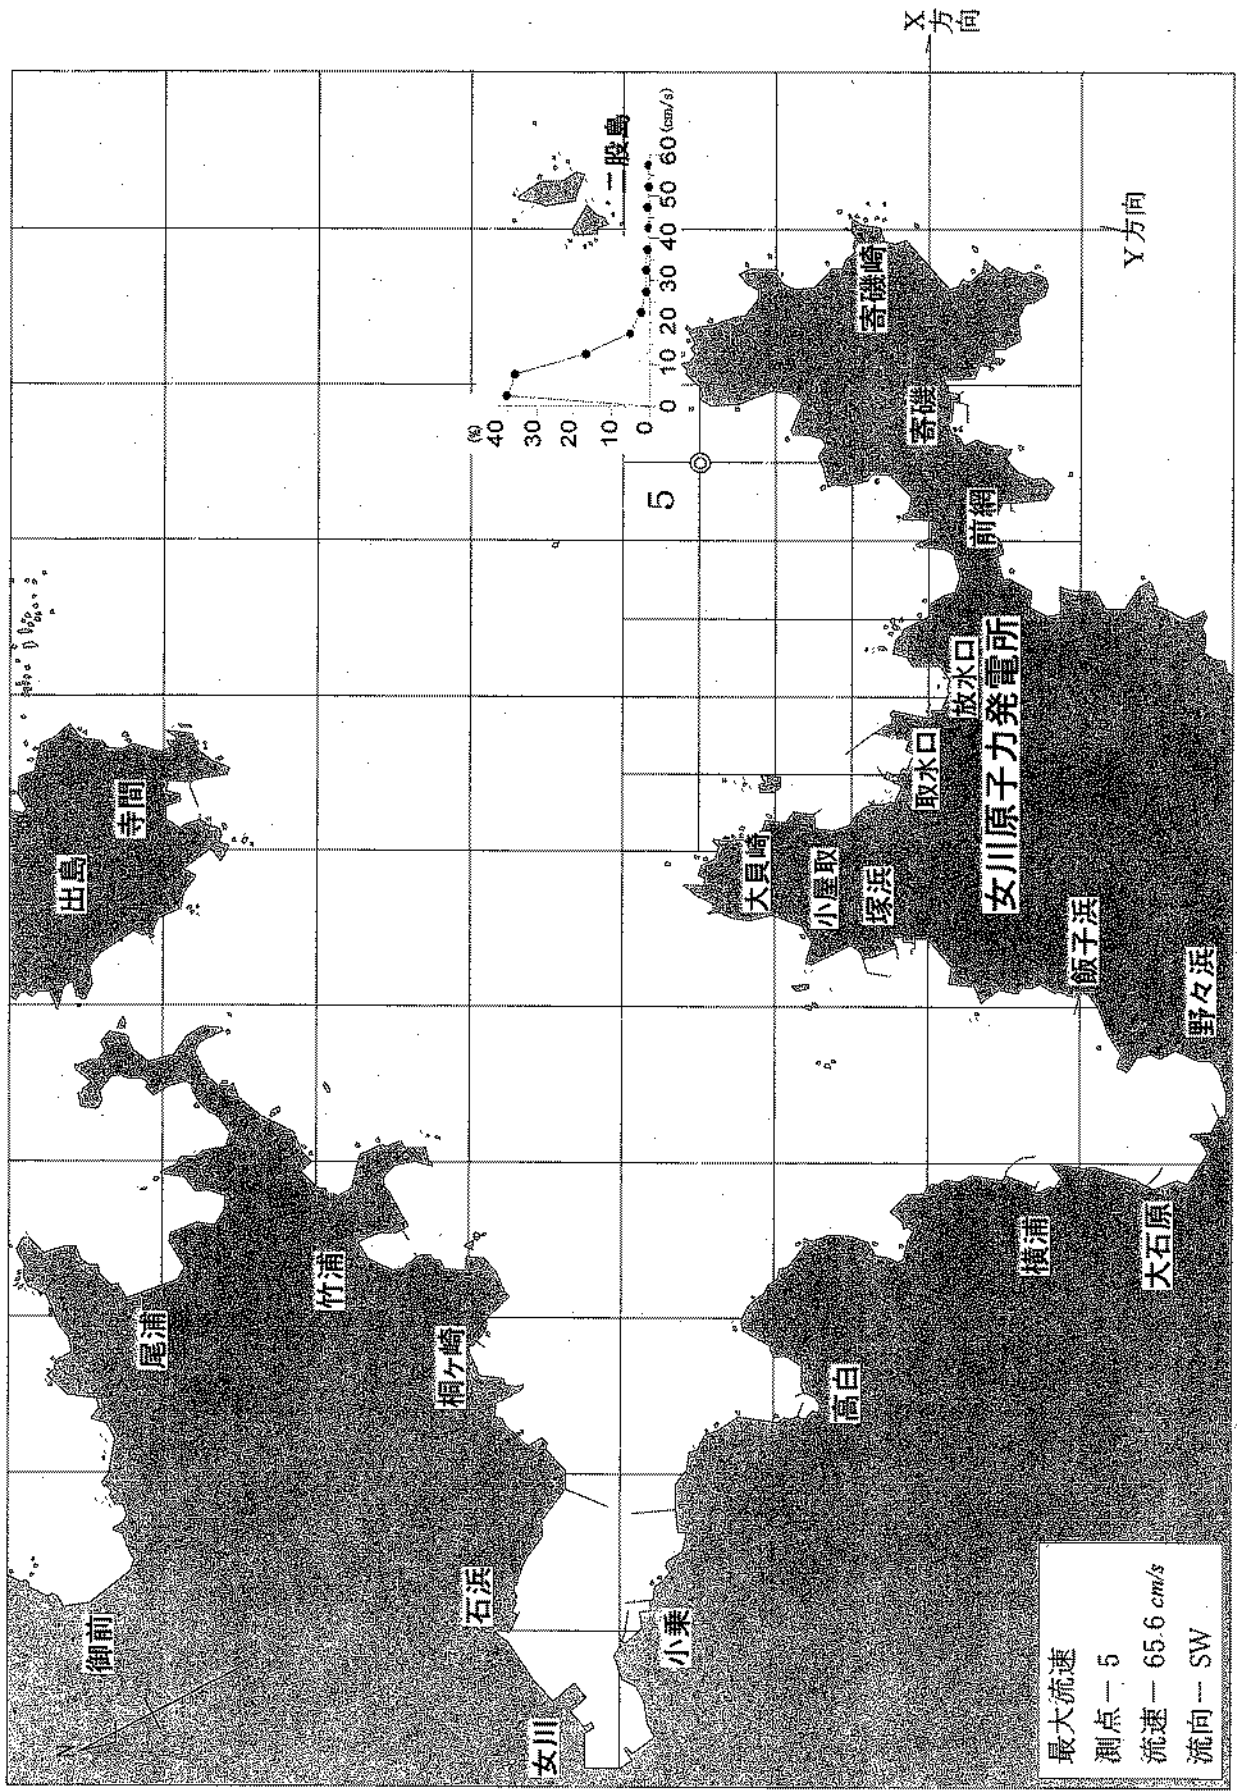 N
御前
尾浦
竹浦
桐ヶ崎
石浜
女川
小乗
高白
横浦
大石原
野々浜
飯子浜
塚浜
小屋取
大貝崎
出島
寺間
取水口
放水口
女川原子力発電所
前網
寄磯
寄磯崎
二股島
5
(%)
40
30
20
10
0
0 10 20 30 40 50 60 (cm/s)
X方向
Y方向
最大流速
測点－5
流速－65.6 cm/s
流向－SW